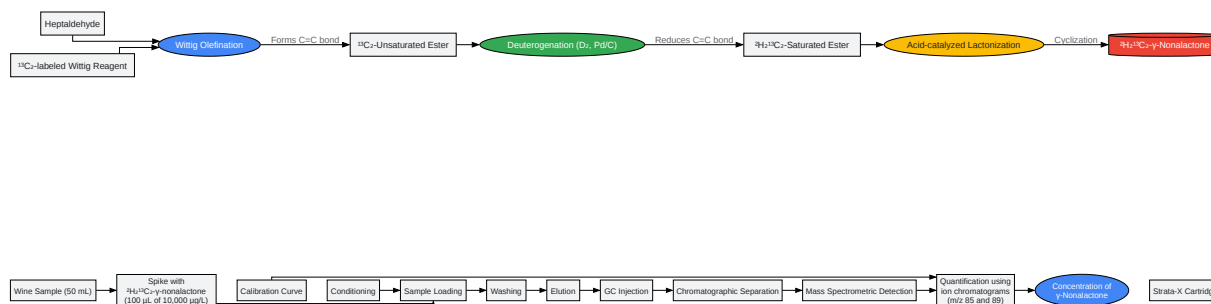 Heptaldehyde
¹³C₂-labeled Wittig Reagent
Wittig Olefination
Forms C=C bond
¹³C₂-Unsaturated Ester
Deuterogenation (D₂, Pd/C)
Reduces C=C bond
²H₂¹³C₂-Saturated Ester
Acid-catalyzed Lactonization
Cyclization
²H₂¹³C₂-γ-Nonalactone
Wine Sample (50 mL)
Spike with
²H₂¹³C₂-γ-nonalactone
(100 µL of 10,000 µg/L)
Calibration Curve
Conditioning
Sample Loading
Washing
Elution
GC Injection
Chromatographic Separation
Mass Spectrometric Detection
Quantification using
ion chromatograms
(m/z 85 and 89)
Concentration of
γ-Nonalactone
Strata-X Cartridg